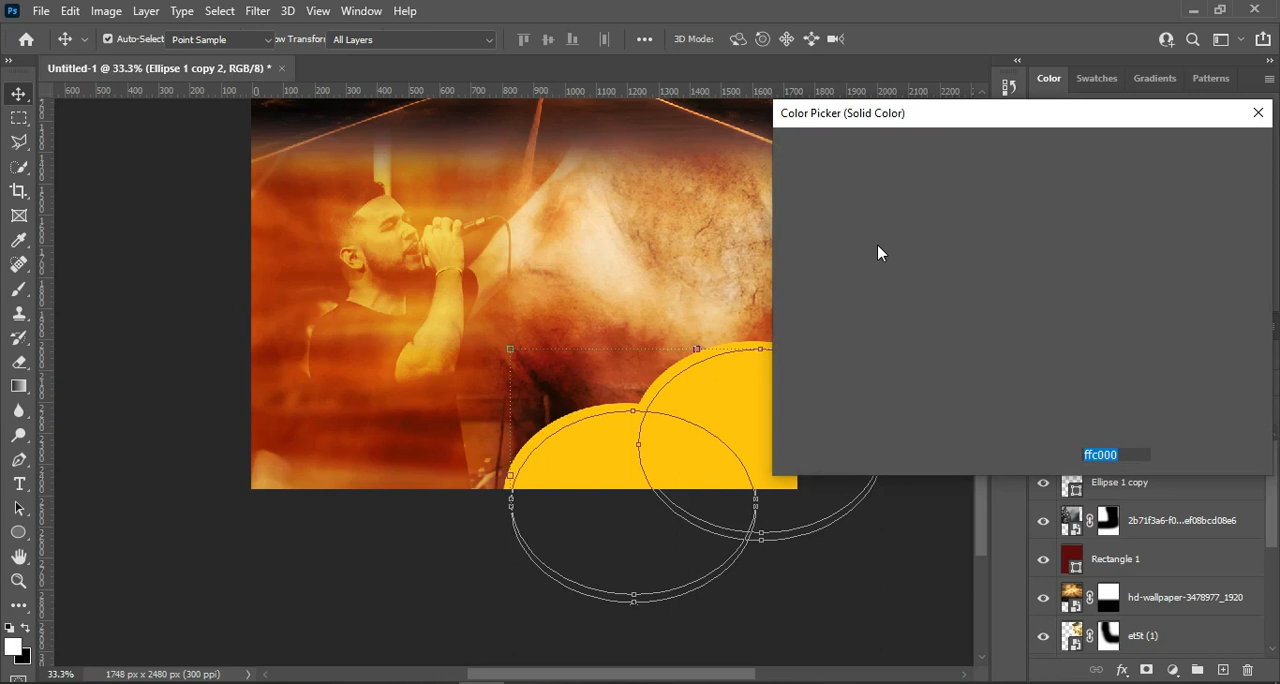 Ps File Edit Image Layer Type Select Filter 3D View Window Help
Auto-Select Point Sample ow Transform All Layers 3D Mode:
Untitled-1 @ 33.3% (Ellipse 1 copy 2, RGB/8) *
Color Swatches Gradients Patterns
600 500 400 300 200 100 0 100 200 300 400 500 600 700 800 900 1000 1100 1200 1300 1400 1500 1600 1700 1800 1900 2000 2100 2200
Color Picker (Solid Color)
ffc000
Ellipse 1 copy
2b71f3a6-f0...ef08bcd08e6
Rectangle 1
hd-wallpaper-3478977_1920
et5t (1)
33.3% 1748 px x 2480 px (300 ppi)
fx